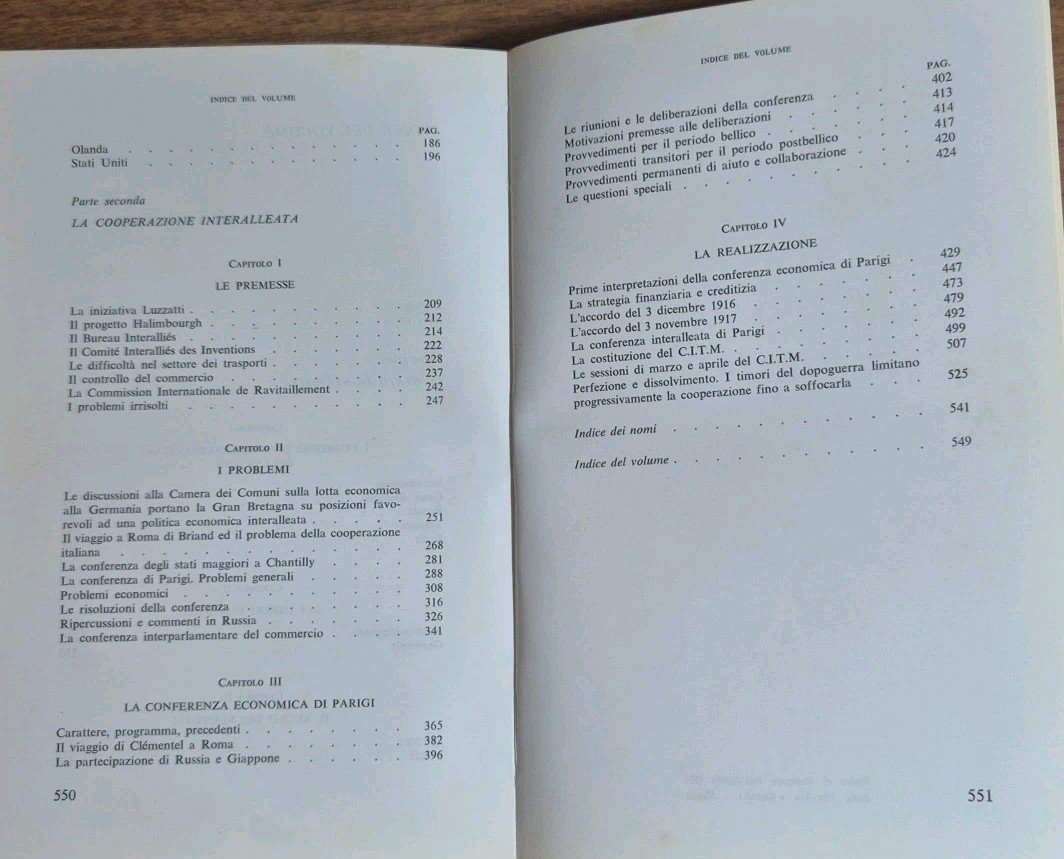 INDICE DEL VOLUME
PAG.
Olanda . . . . . . . . . . . . . 186
Stati Uniti . . . . . . . . . . . . 196
Parte seconda
LA COOPERAZIONE INTERALLEATA
CAPITOLO I
LE PREMESSE
La iniziativa Luzzatti . . . . . . . . . 209
Il progetto Halimbourgh . . . . . . . . . 212
Il Bureau Interalliés . . . . . . . . . 214
Il Comité Interalliés des Inventions . . . . . . 222
Le difficoltà nel settore dei trasporti . . . . . . 228
Il controllo del commercio . . . . . . . . 237
La Commission Internationale de Ravitaillement . . . . 242
I problemi irrisolti . . . . . . . . . 247
CAPITOLO II
I PROBLEMI
Le discussioni alla Camera dei Comuni sulla lotta economica
alla Germania portano la Gran Bretagna su posizioni favo-
revoli ad una politica economica interalleata . . . . . 251
Il viaggio a Roma di Briand ed il problema della cooperazione
italiana . . . . . . . . . . . . 268
La conferenza degli stati maggiori a Chantilly . . . . 281
La conferenza di Parigi. Problemi generali . . . . . 288
Problemi economici . . . . . . . . . . 308
Le risoluzioni della conferenza . . . . . . . 316
Ripercussioni e commenti in Russia . . . . . . 326
La conferenza interparlamentare del commercio . . . . 341
CAPITOLO III
LA CONFERENZA ECONOMICA DI PARIGI
Carattere, programma, precedenti . . . . . . . 365
Il viaggio di Clémentel a Roma . . . . . . . 382
La partecipazione di Russia e Giappone . . . . . . 396
550
INDICE DEL VOLUME
PAG.
Le riunioni e le deliberazioni della conferenza . . . . 402
Motivazioni premesse alle deliberazioni . . . . . 413
Provvedimenti per il periodo bellico . . . . . . 414
Provvedimenti transitori per il periodo postbellico . . . 417
Provvedimenti permanenti di aiuto e collaborazione . . . 420
Le questioni speciali . . . . . . . . . 424
CAPITOLO IV
LA REALIZZAZIONE
Prime interpretazioni della conferenza economica di Parigi . 429
La strategia finanziaria e creditizia . . . . . . 447
L'accordo del 3 dicembre 1916 . . . . . . . 473
L'accordo del 3 novembre 1917 . . . . . . . 479
La conferenza interalleata di Parigi . . . . . . 492
La costituzione del C.I.T.M. . . . . . . . 499
Le sessioni di marzo e aprile del C.I.T.M. . . . . . 507
Perfezione e dissolvimento. I timori del dopoguerra limitano
progressivamente la cooperazione fino a soffocarla . . . 525
Indice dei nomi . . . . . . . . . . 541
Indice del volume . . . . . . . . . . 549
551